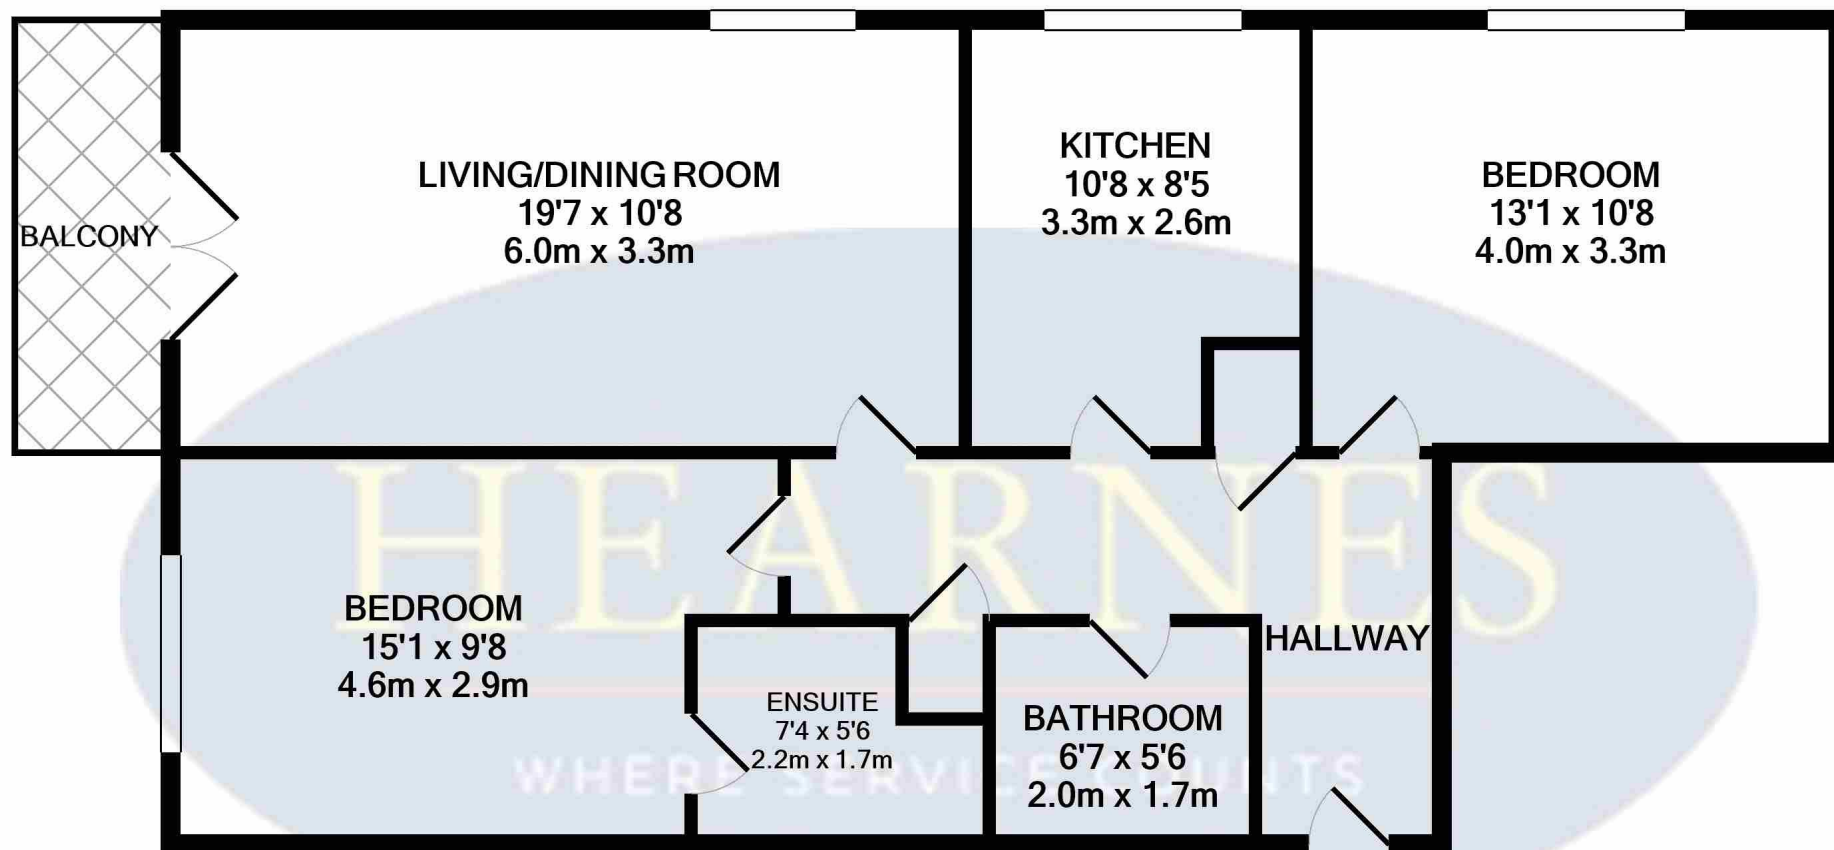 BALCONY
LIVING/DINING ROOM
19'7 x 10'8
6.0m x 3.3m
KITCHEN
10'8 x 8'5
3.3m x 2.6m
BEDROOM
13'1 x 10'8
4.0m x 3.3m
HEARNES
BEDROOM
15'1 x 9'8
4.6m x 2.9m
ENSUITE
7'4 x 5'6
2.2m x 1.7m
BATHROOM
6'7 x 5'6
2.0m x 1.7m
HALLWAY
WHERE SERVICE COUNTS